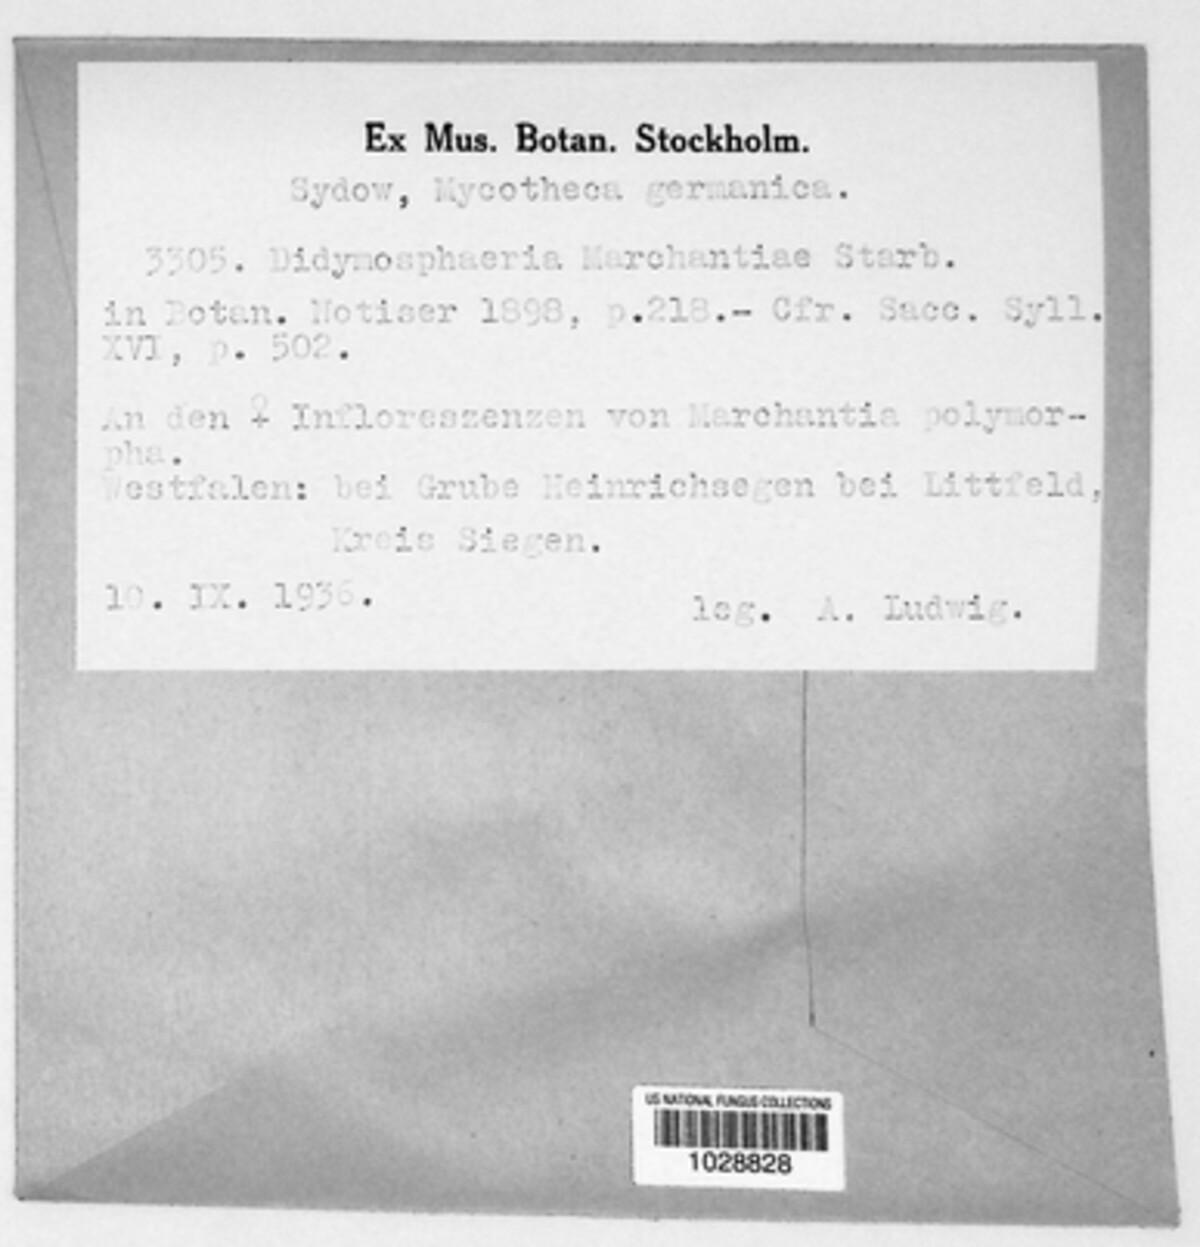 Ex Mus. Botan. Stockholm.
Sydow, Mycotheca germanica.
3305. Didymosphaeria Marchantiae Starb.
in Botan. Notiser 1898, p.218.- Cfr. Sacc. Syll.
XVI, p. 502.
An den ♀ Infloreszenzen von Marchantia polymor-
pha.
Westfalen: bei Grube Heinrichsegen bei Littfeld,
Kreis Siegen.
10. IX. 1936.
leg. A. Ludwig.
US NATIONAL FUNGUS COLLECTIONS
1028828